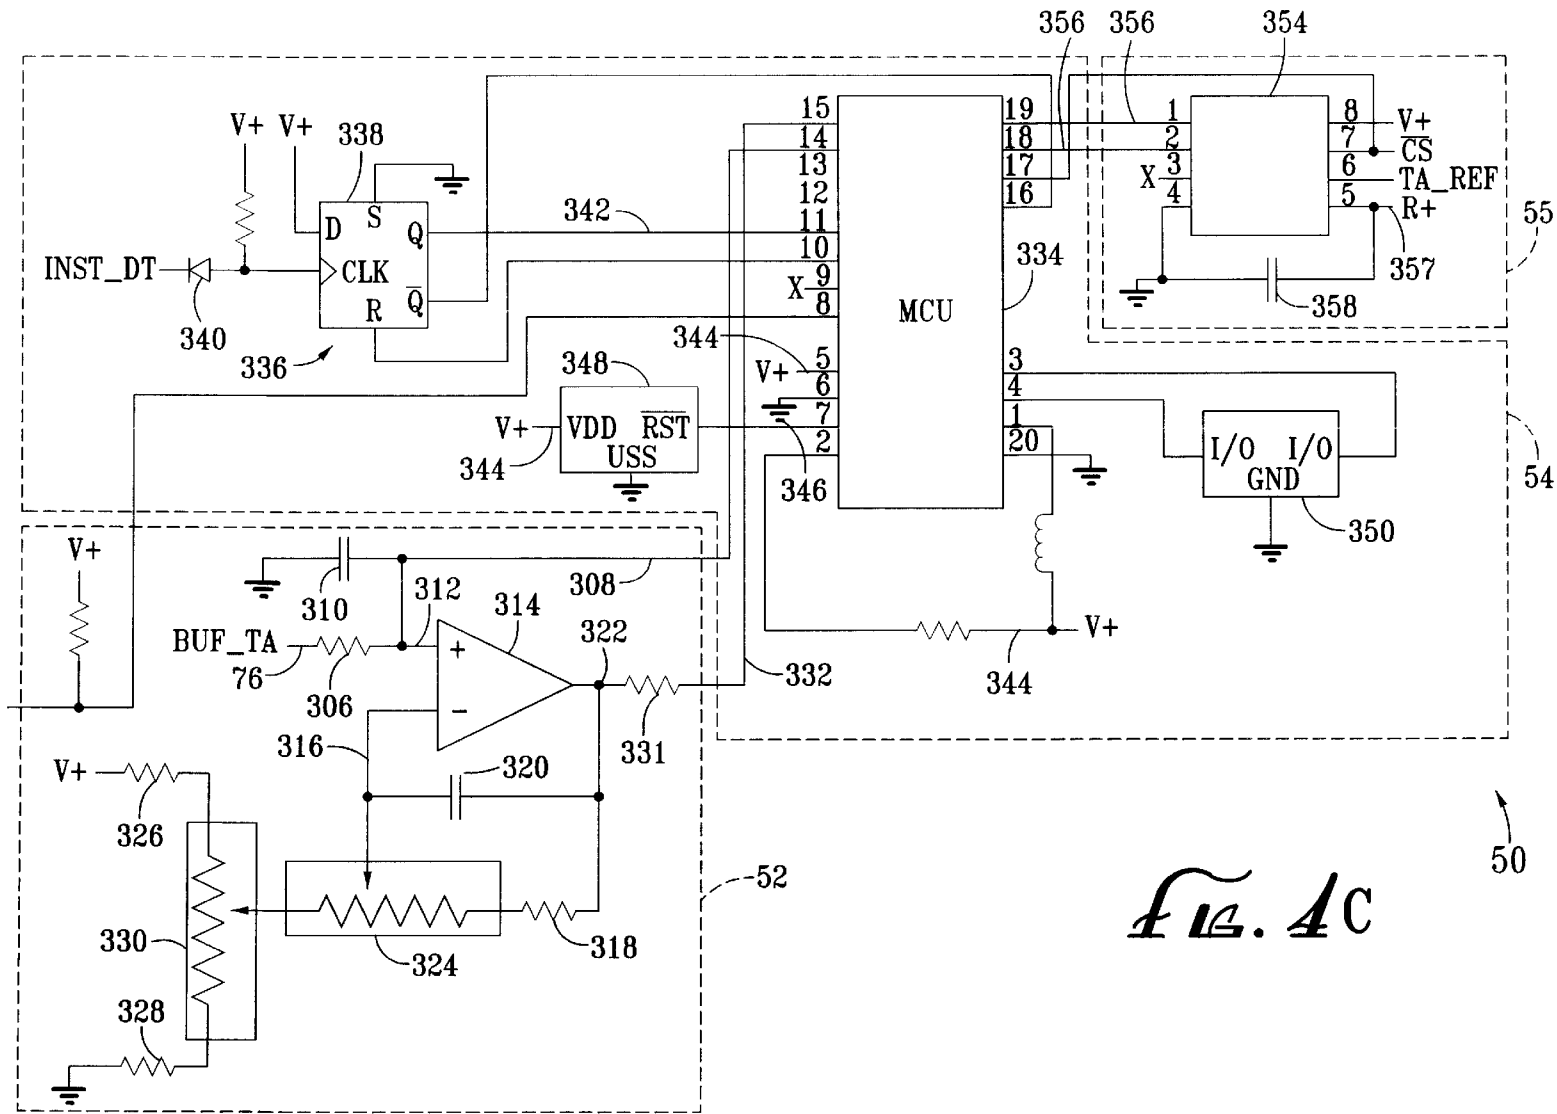 356 356 354
V+ V+ 338
15 19 1 8 V+
14 18 2 7 CS
13 17 X 3 6 TA_REF
12 16 4 5 R+
S
D Q 342 11
10
INST_DT CLK 334 357 55
X 9
R Q 8 MCU 358
340
336 348 344 5 3
V+ 6 4
V+ VDD RST 7 1 I/O I/O
344 USS 346 2 20 GND 54
350
V+
310 308
312 314
BUF_TA + 322
76 306 332 V+
344
−
316 331
V+ 320
326
52 50
330 324 318
328
FIG. 4C